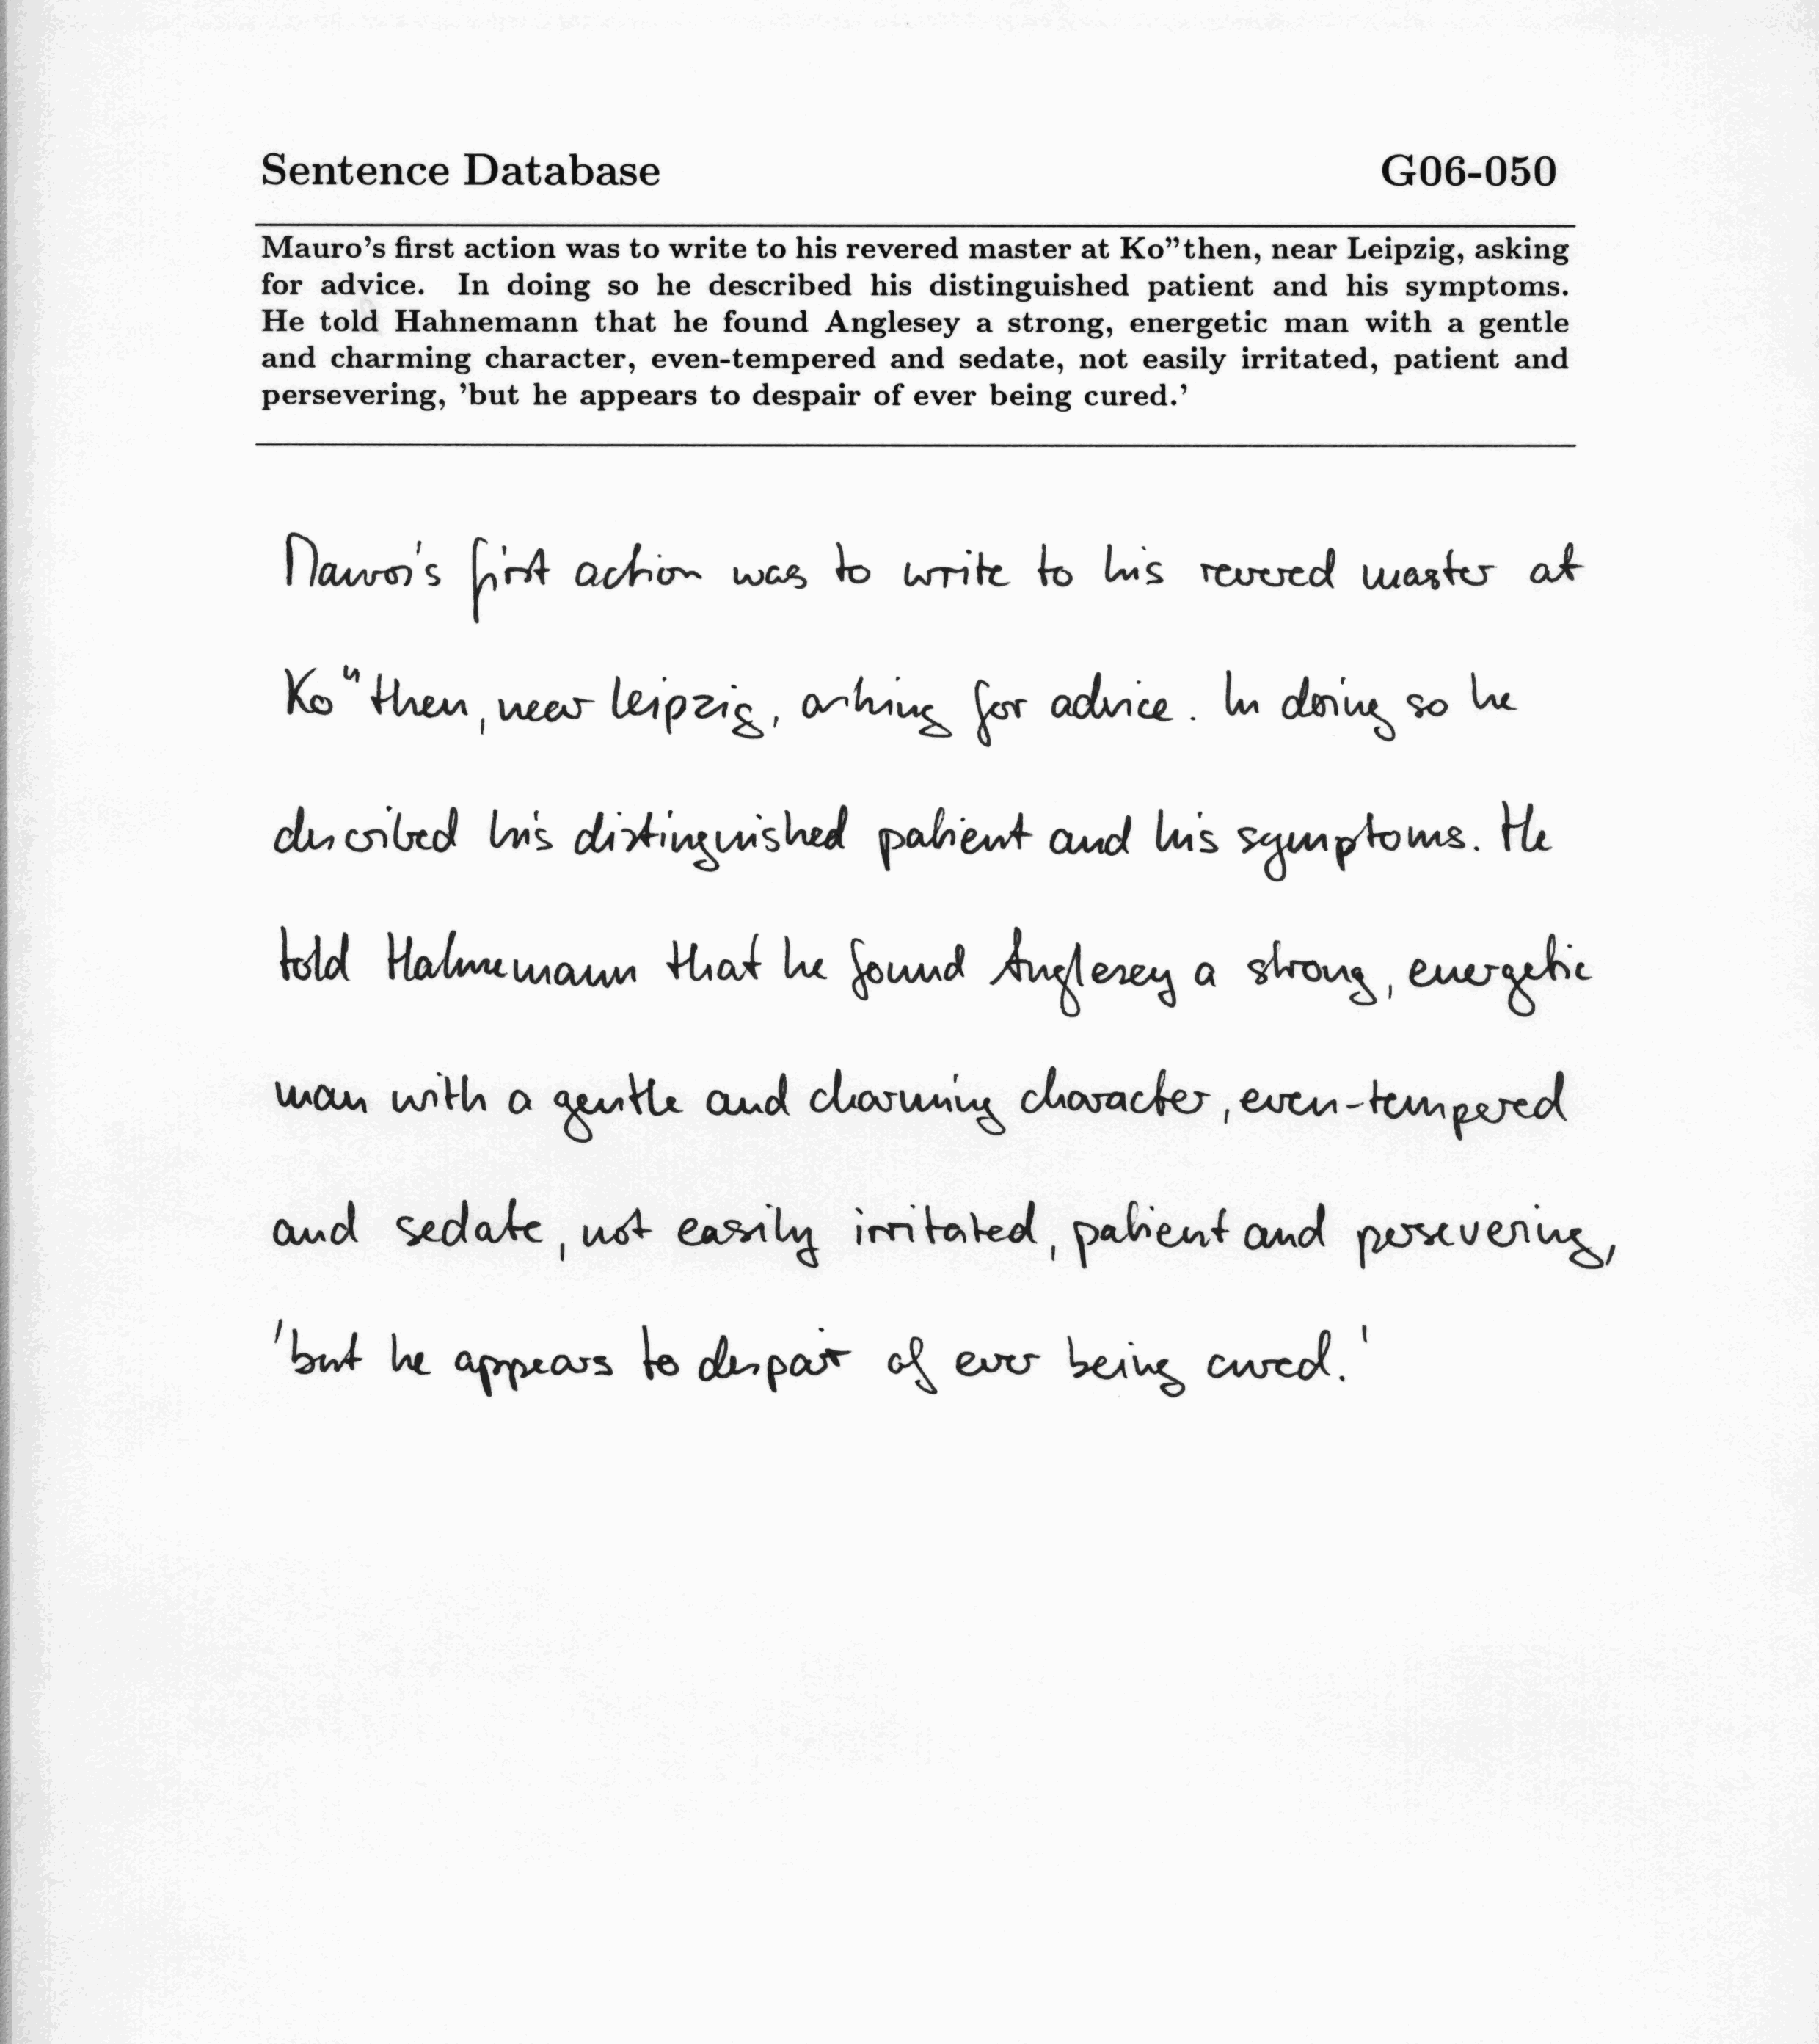 Sentence Database G06-050
Mauro's first action was to write to his revered master at Ko"then, near Leipzig, asking
for advice. In doing so he described his distinguished patient and his symptoms.
He told Hahnemann that he found Anglesey a strong, energetic man with a gentle
and charming character, even-tempered and sedate, not easily irritated, patient and
persevering, 'but he appears to despair of ever being cured.'
Mauro's first action was to write to his revered master at
Ko"then, near Leipzig, asking for advice. In doing so he
described his distinguished patient and his symptoms. He
told Hahnemann that he found Anglesey a strong, energetic
man with a gentle and charming character, even-tempered
and sedate, not easily irritated, patient and persevering,
'but he appears to despair of ever being cured.'